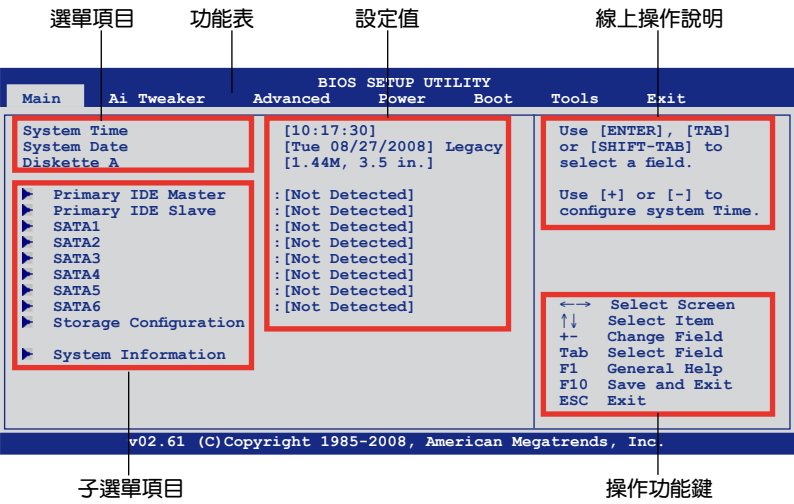 選單項目 功能表 設定值 線上操作說明
BIOS SETUP UTILITY
Main Ai Tweaker Advanced Power Boot Tools Exit
System Time [10:17:30]
System Date [Tue 08/27/2008] Legacy
Diskette A [1.44M, 3.5 in.]
Primary IDE Master :[Not Detected]
Primary IDE Slave :[Not Detected]
SATA1 :[Not Detected]
SATA2 :[Not Detected]
SATA3 :[Not Detected]
SATA4 :[Not Detected]
SATA5 :[Not Detected]
SATA6 :[Not Detected]
Storage Configuration
System Information
Use [ENTER], [TAB]
or [SHIFT-TAB] to
select a field.
Use [+] or [-] to
configure system Time.
←→ Select Screen
↑↓ Select Item
+- Change Field
Tab Select Field
F1 General Help
F10 Save and Exit
ESC Exit
v02.61 (C)Copyright 1985-2008, American Megatrends, Inc.
子選單項目 操作功能鍵